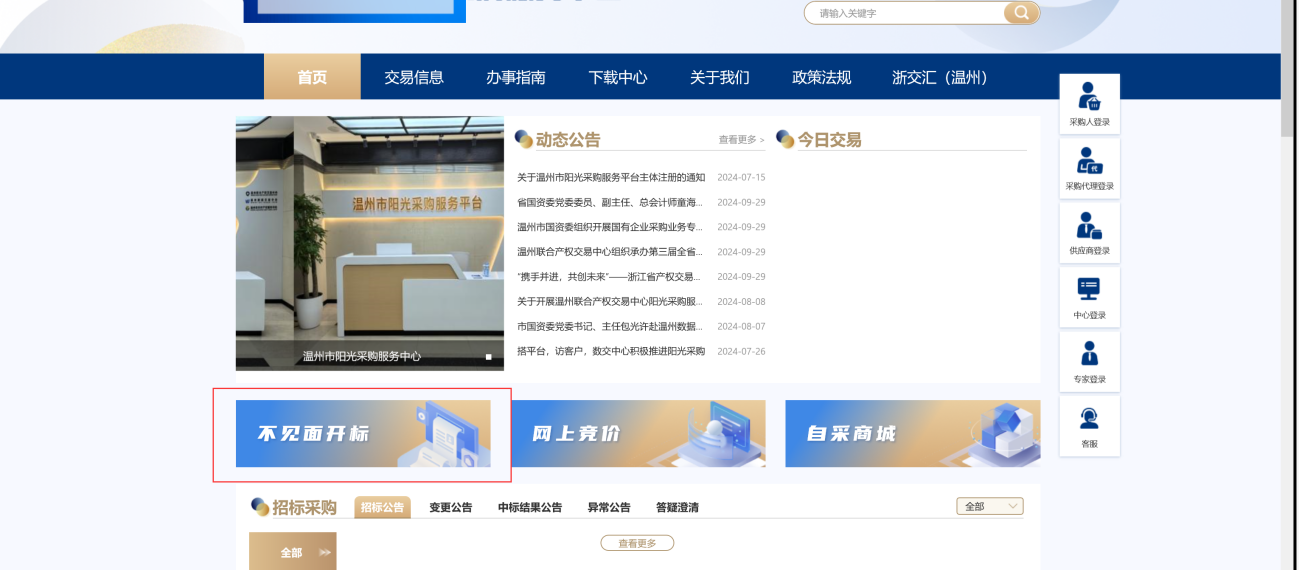 请输入关键字
首页 交易信息 办事指南 下载中心 关于我们 政策法规 浙交汇（温州）
温州市阳光采购服务平台
温州市阳光采购服务中心
动态公告 查看更多 >
关于温州市阳光采购服务平台主体注册的通知 2024-07-15
省国资委党委委员、副主任、总会计师童海... 2024-09-29
温州市国资委组织开展国有企业采购业务专... 2024-09-29
温州联合产权交易中心组织承办第三届全省... 2024-09-29
“携手并进，共创未来”——浙江省产权交易... 2024-09-29
关于开展温州联合产权交易中心阳光采购服... 2024-08-08
市国资委党委书记、主任包光许赴温州数据... 2024-08-07
搭平台，访客户，数交中心积极推进阳光采购 2024-07-26
今日交易
采购人登录
采购代理登录
供应商登录
中心登录
专家登录
客服
不见面开标 网上竞价 自采商城
招标采购 招标公告 变更公告 中标结果公告 异常公告 答疑澄清 全部
全部
查看更多